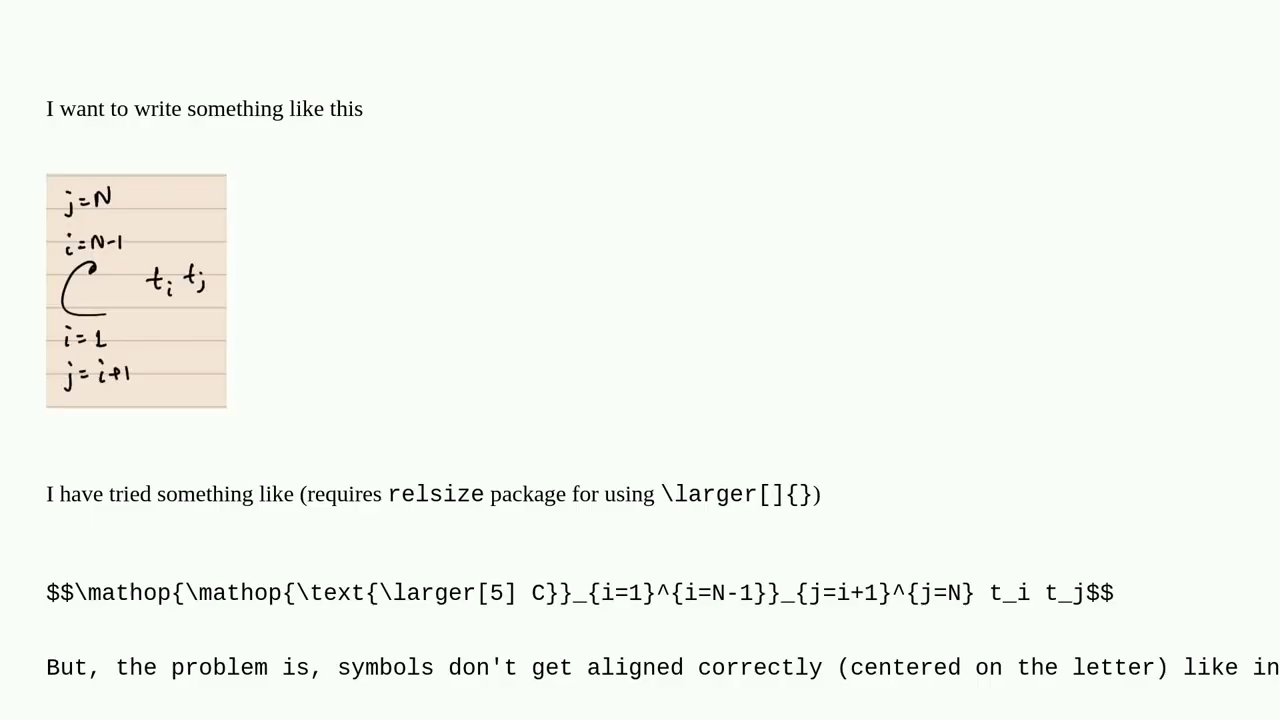 I want to write something like this
j=N
i=N-1
C t_i t_j
i=1
j=i+1
I have tried something like (requires relsize package for using \larger[]{})
$$\mathop{\mathop{\text{\larger[5] C}}_{i=1}^{i=N-1}}_{j=i+1}^{j=N} t_i t_j$$
But, the problem is, symbols don't get aligned correctly (centered on the letter) like in